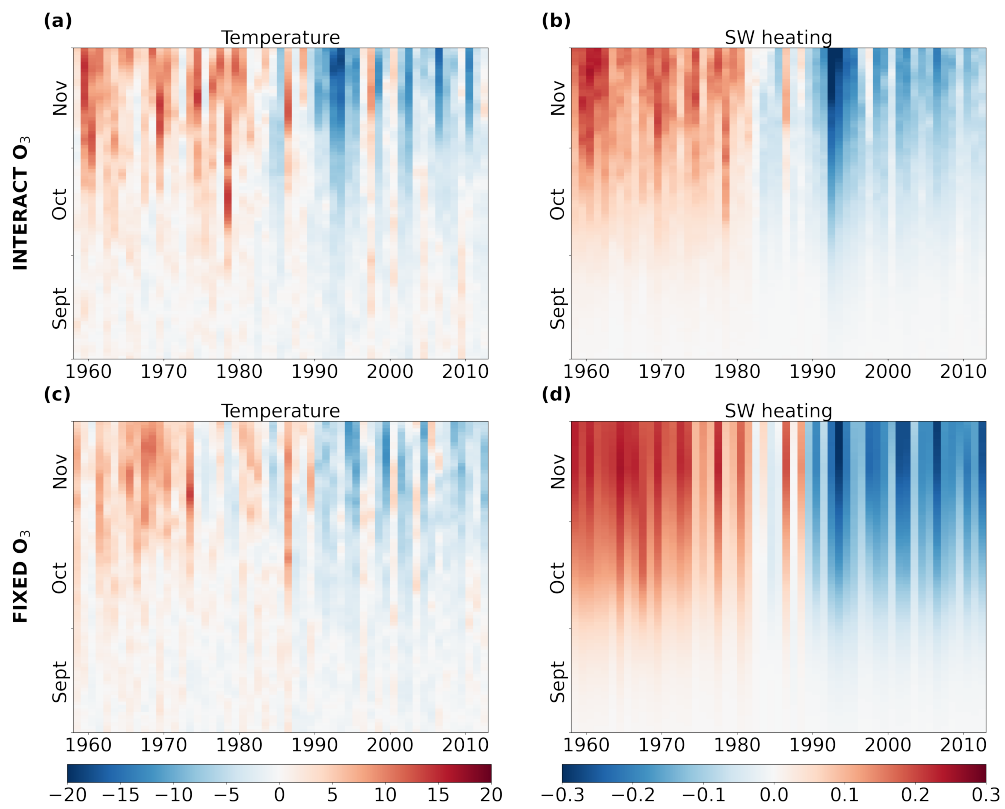 (a) (b)
Temperature SW heating
INTERACT O3
Nov Nov
Oct Oct
Sept Sept
1960 1970 1980 1990 2000 2010 1960 1970 1980 1990 2000 2010
(c) (d)
Temperature SW heating
FIXED O3
Nov Nov
Oct Oct
Sept Sept
1960 1970 1980 1990 2000 2010 1960 1970 1980 1990 2000 2010
−20 −15 −10 −5 0 5 10 15 20 −0.3 −0.2 −0.1 0.0 0.1 0.2 0.3